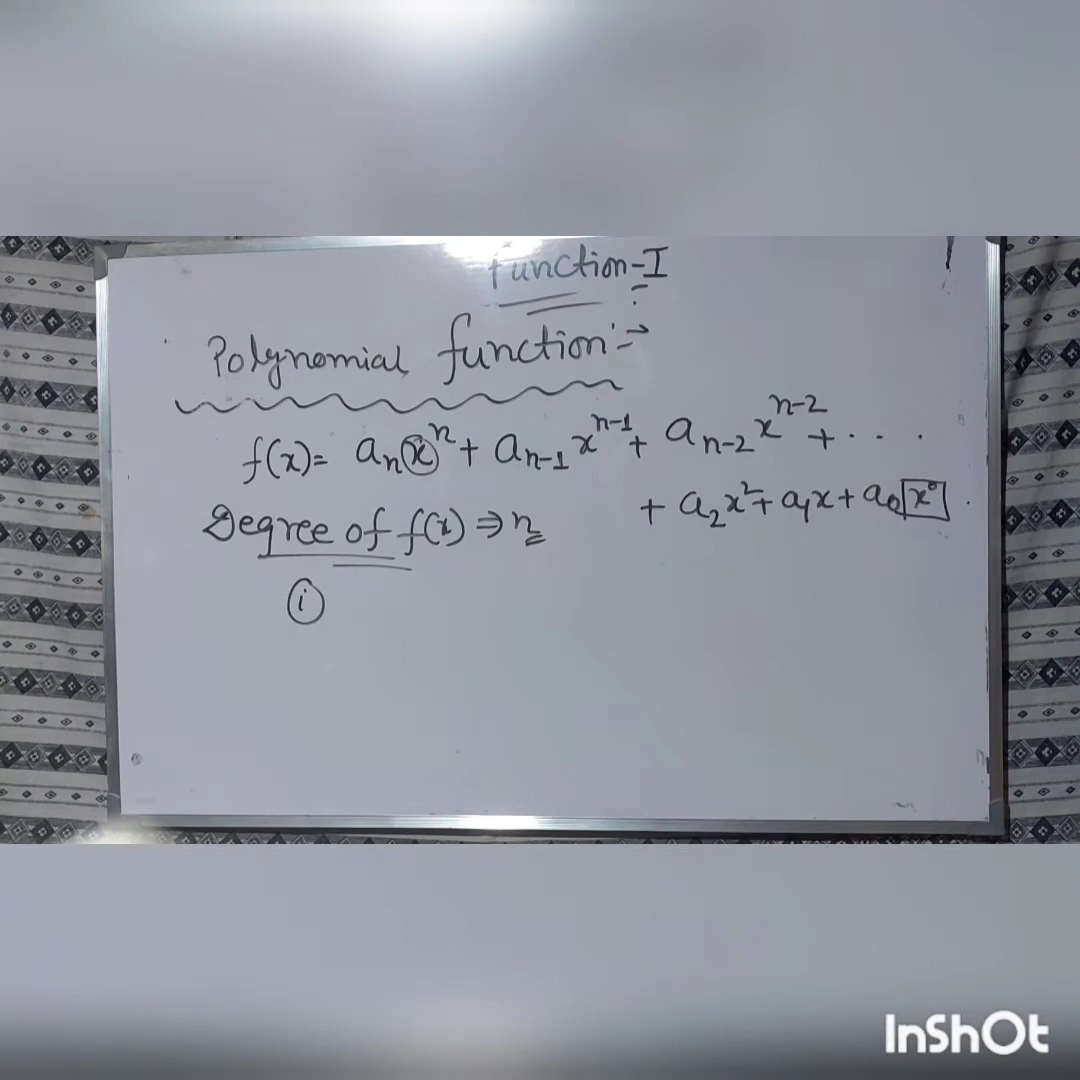 function-I
Polynomial function:→
f(x)= aₙxⁿ + aₙ₋₁xⁿ⁻¹ + aₙ₋₂xⁿ⁻² + . . . .
+ a₂x² + a₁x + a₀x⁰ .
Degree of f(x) ⇒ n
i
InShOt